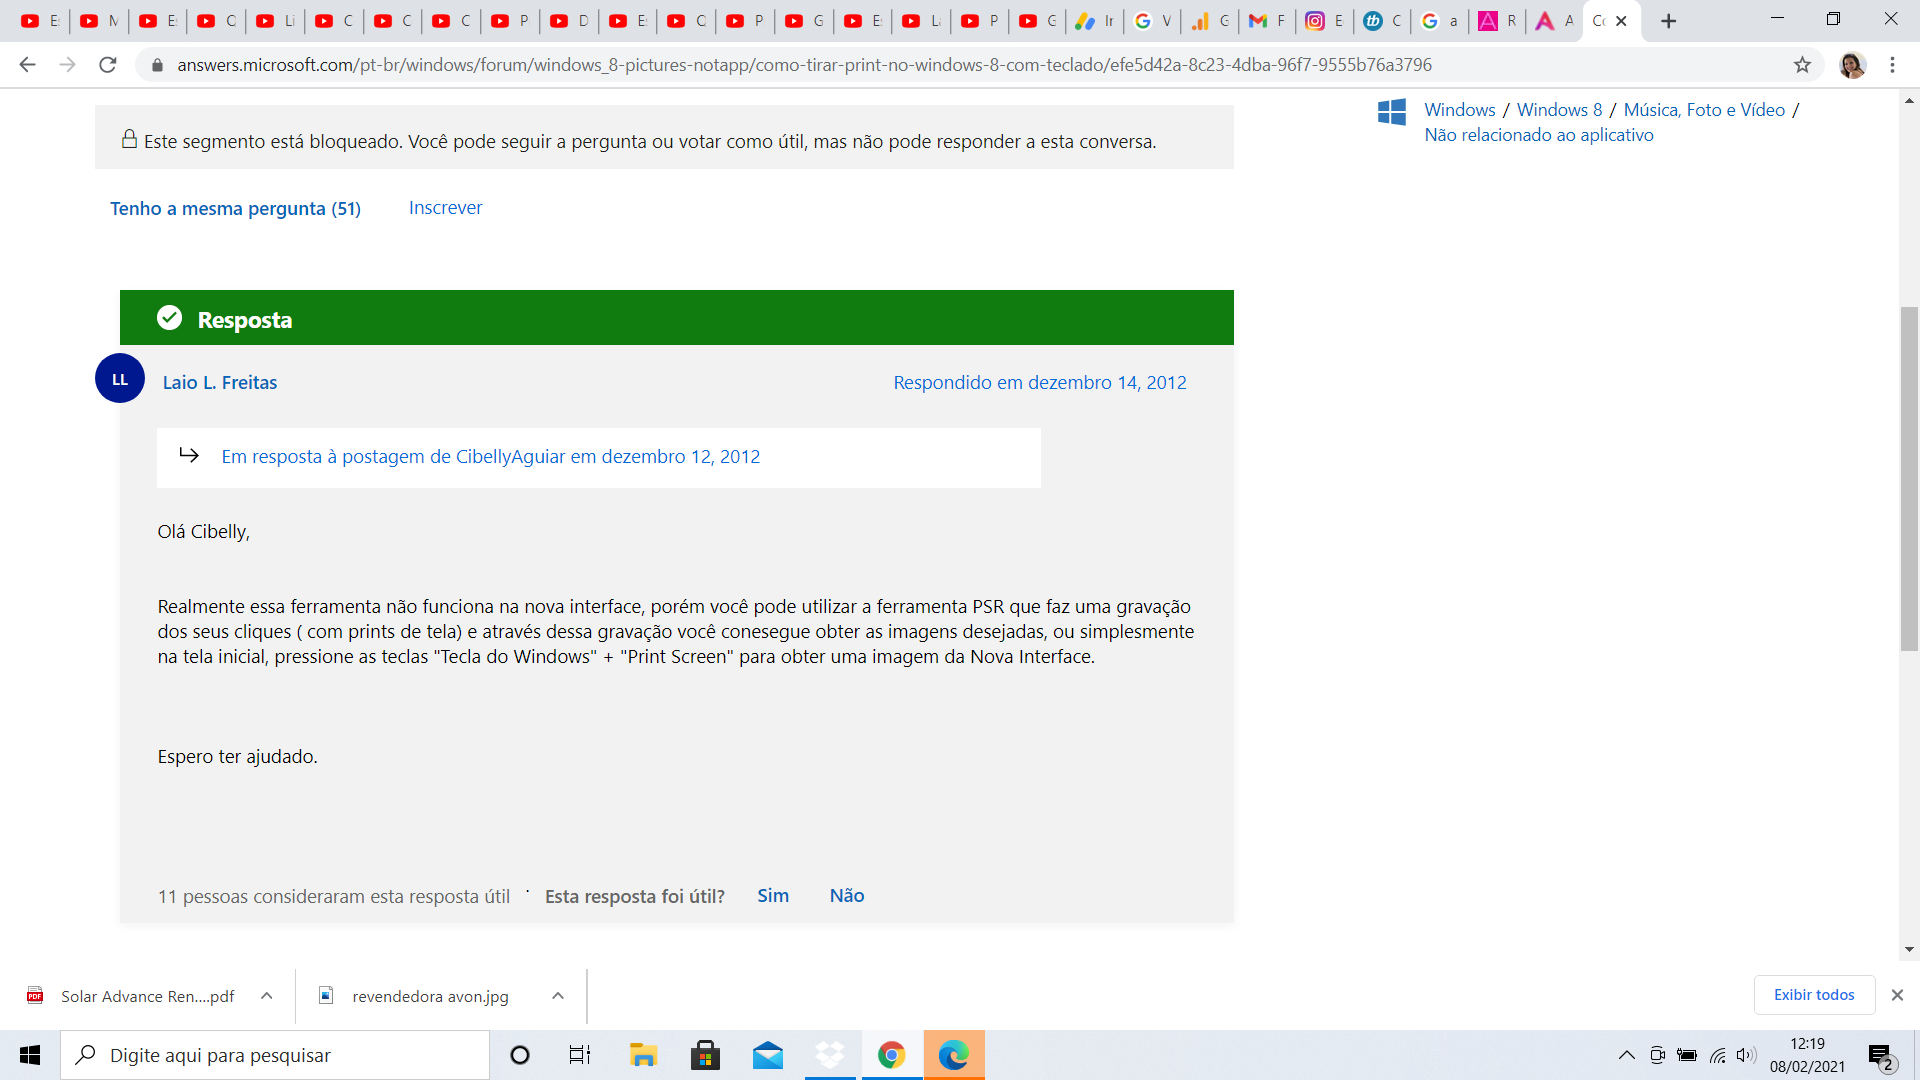 E
M
E
C
Li
C
C
C
P
D
E
C
P
G
E
La
P
G
Ir
V
G
F
E
C
a
R
A
Co
answers.microsoft.com/pt-br/windows/forum/windows_8-pictures-notapp/como-tirar-print-no-windows-8-com-teclado/efe5d42a-8c23-4dba-96f7-9555b76a3796
Windows / Windows 8 / Música, Foto e Vídeo /
Não relacionado ao aplicativo
Este segmento está bloqueado. Você pode seguir a pergunta ou votar como útil, mas não pode responder a esta conversa.
Tenho a mesma pergunta (51) Inscrever
Resposta
LL
Laio L. Freitas Respondido em dezembro 14, 2012
Em resposta à postagem de CibellyAguiar em dezembro 12, 2012
Olá Cibelly,
Realmente essa ferramenta não funciona na nova interface, porém você pode utilizar a ferramenta PSR que faz uma gravação
dos seus cliques ( com prints de tela) e através dessa gravação você conesegue obter as imagens desejadas, ou simplesmente
na tela inicial, pressione as teclas "Tecla do Windows" + "Print Screen" para obter uma imagem da Nova Interface.
Espero ter ajudado.
11 pessoas consideraram esta resposta útil · Esta resposta foi útil? Sim Não
Solar Advance Ren....pdf
revendedora avon.jpg
Exibir todos
Digite aqui para pesquisar
12:19
08/02/2021
2